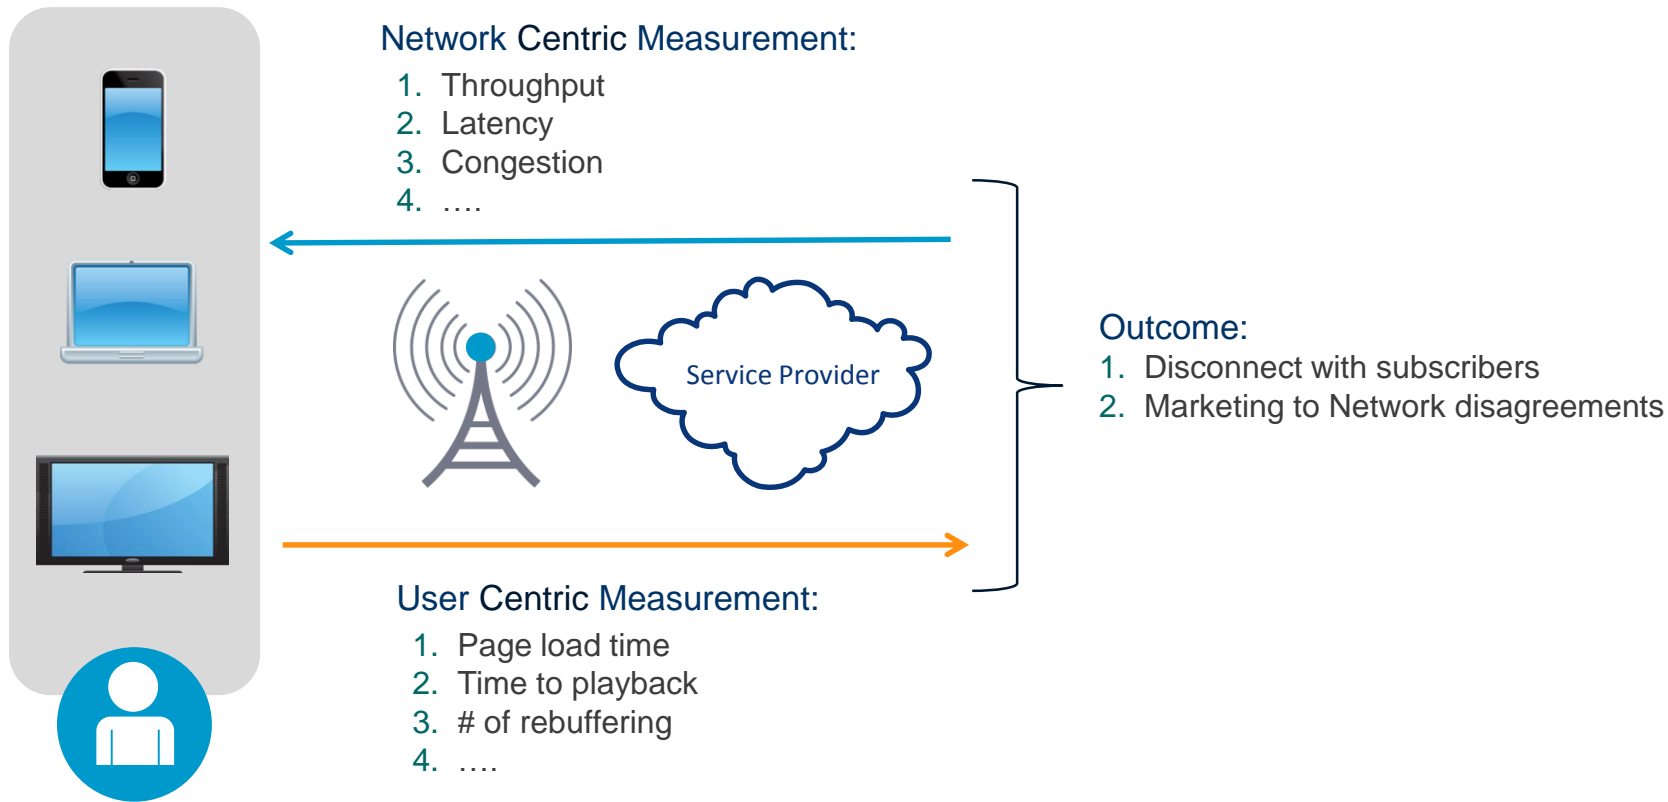 Network Centric Measurement:
1. Throughput
2. Latency
3. Congestion
4. ….
Service Provider
Outcome:
1. Disconnect with subscribers
2. Marketing to Network disagreements
User Centric Measurement:
1. Page load time
2. Time to playback
3. # of rebuffering
4. ….